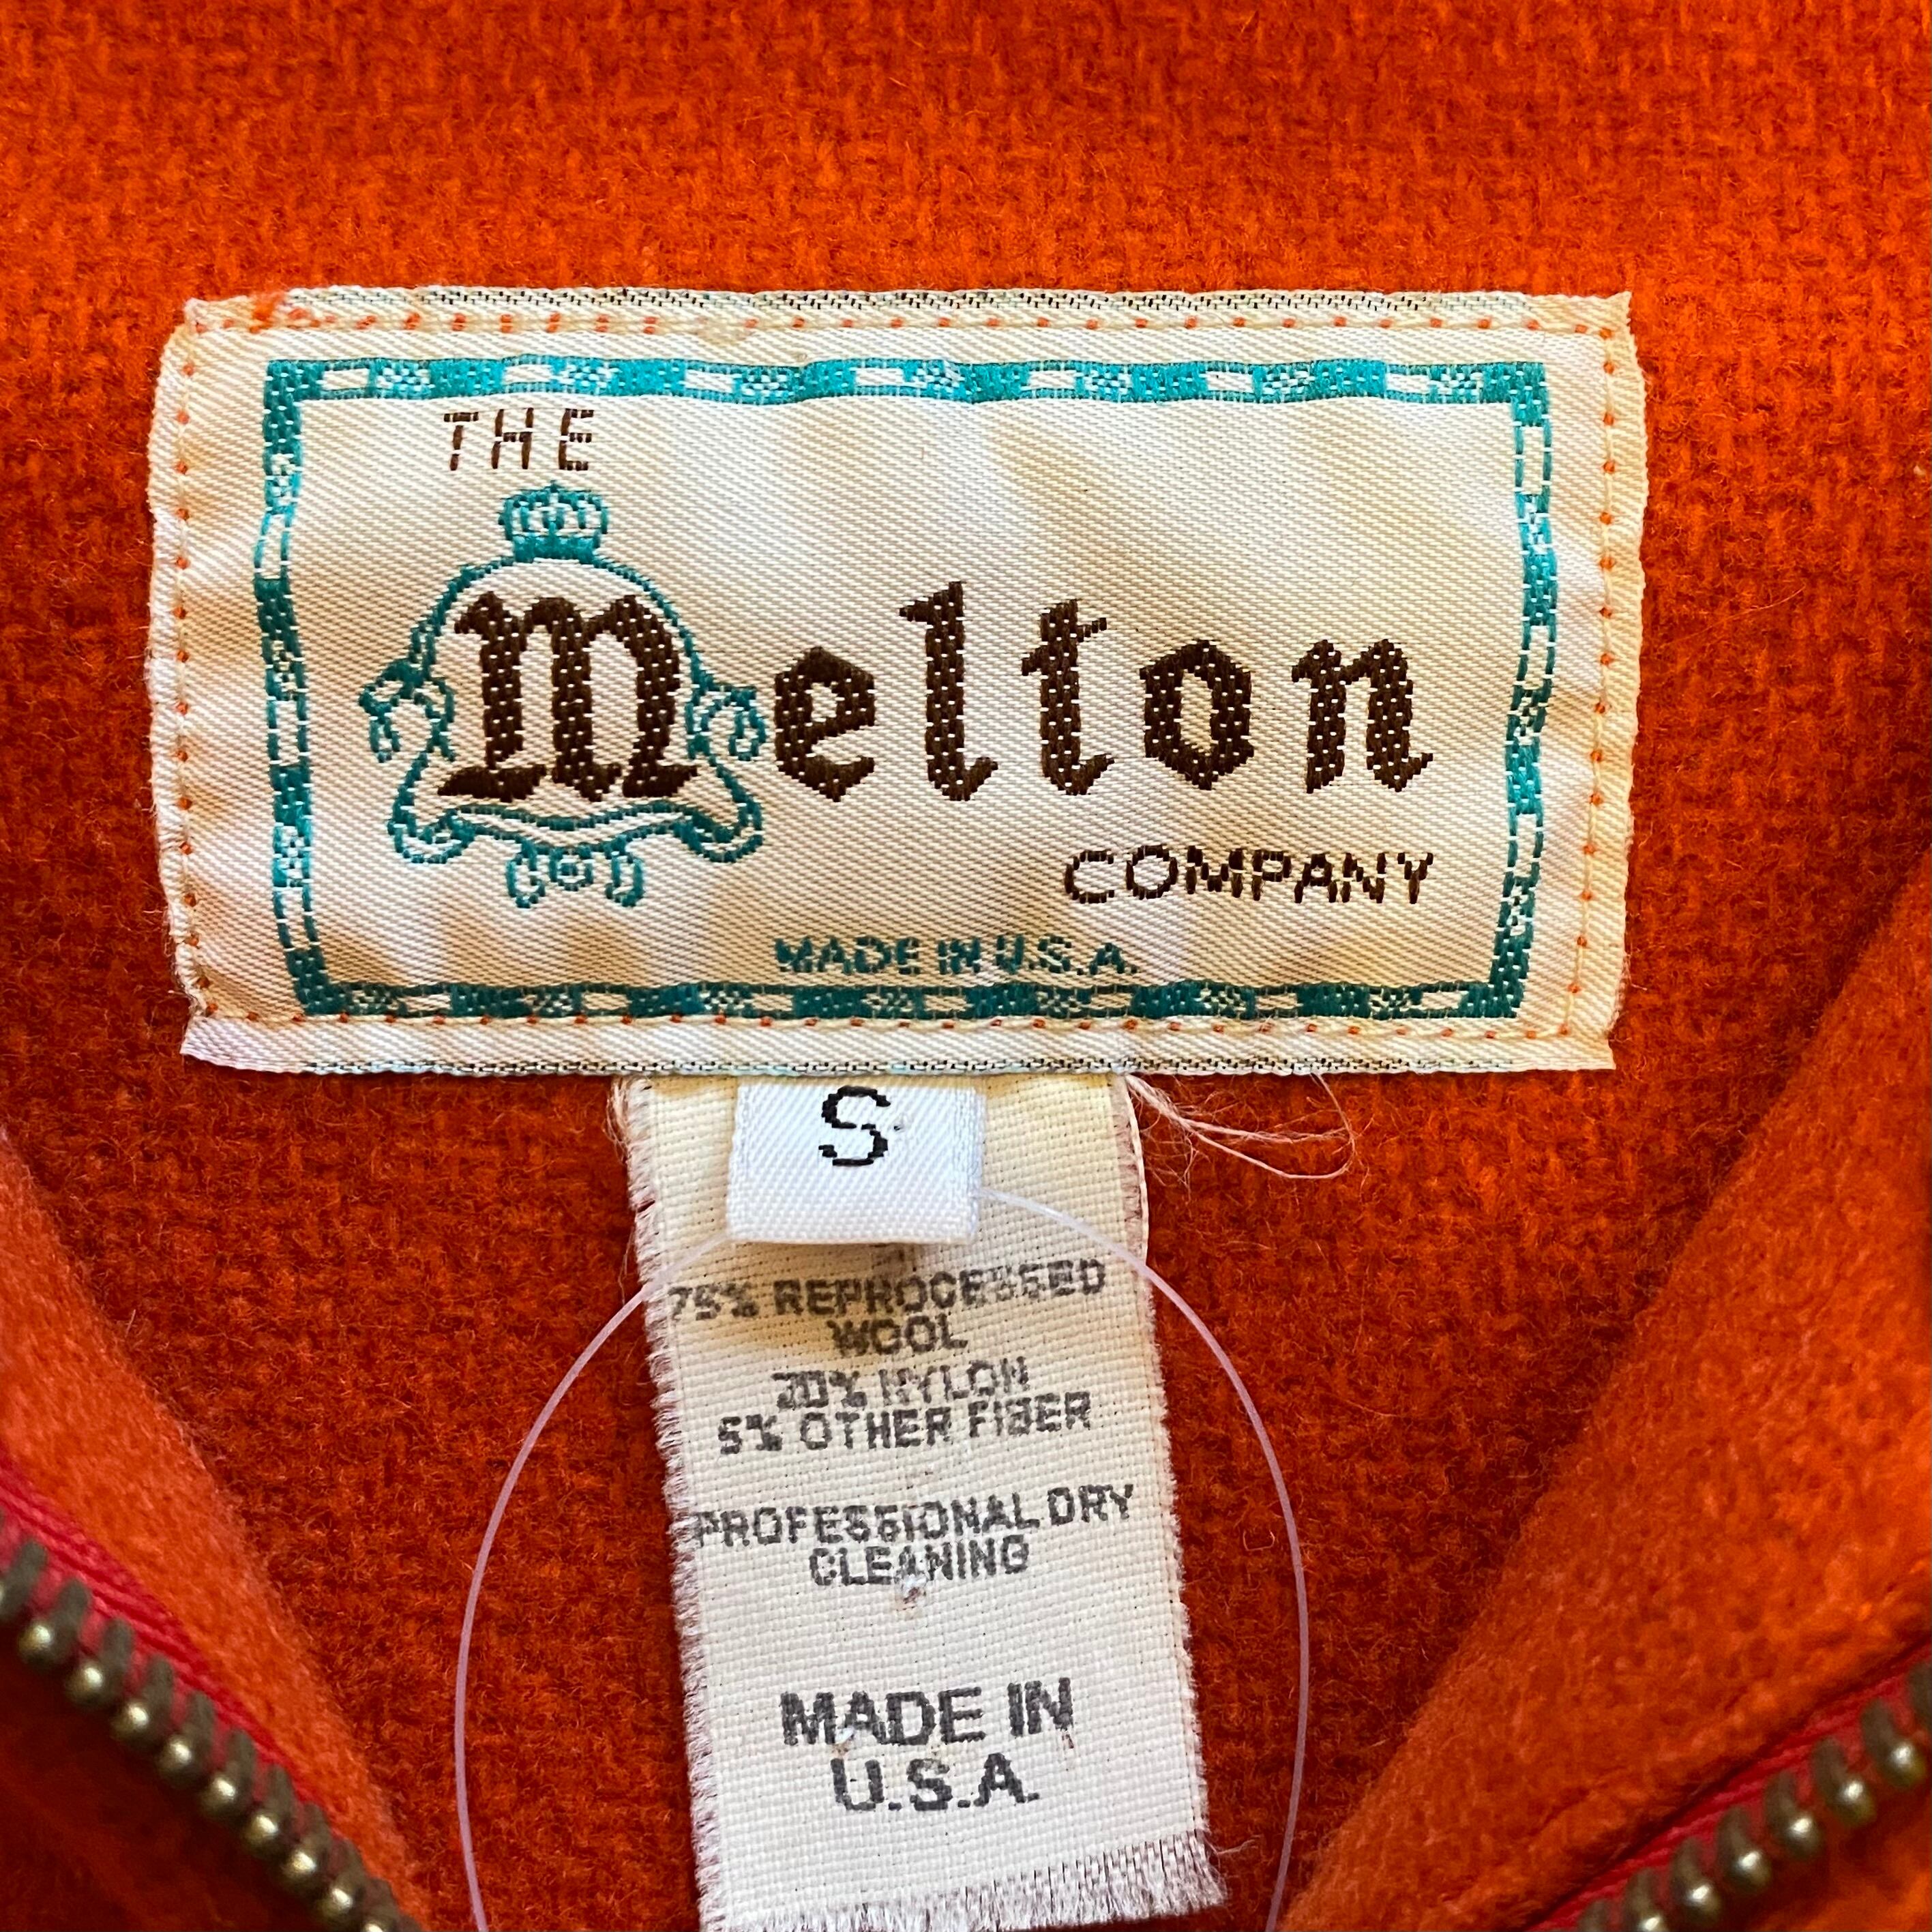 THE
Melton
COMPANY
MADE IN U.S.A.
S
75% REPROCESSED
WOOL
20% NYLON
5% OTHER FIBER
PROFESSIONAL DRY
CLEANING
MADE IN
U.S.A.